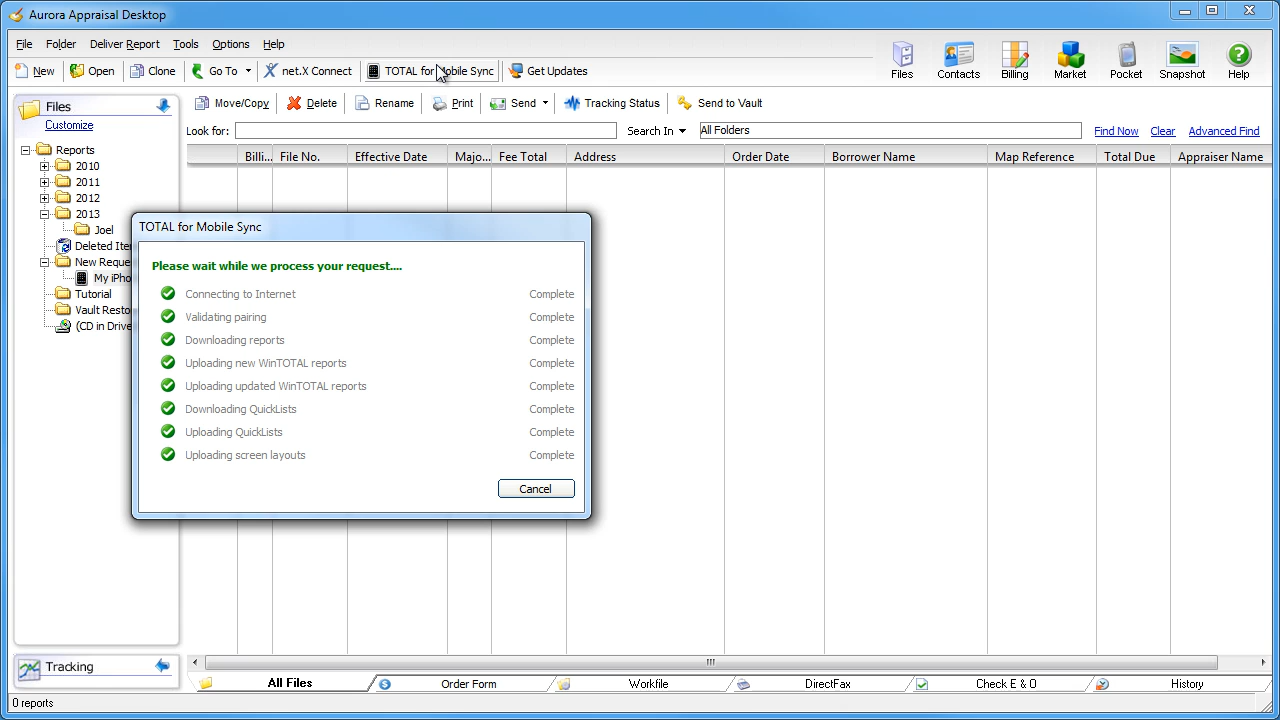 Aurora Appraisal Desktop
File Folder Deliver Report Tools Options Help
New Open Clone Go To net.X Connect TOTAL for Mobile Sync Get Updates
Files Contacts Billing Market Pocket Snapshot Help
Files
Customize
Move/Copy Delete Rename Print Send Tracking Status Send to Vault
Look for: Search In All Folders Find Now Clear Advanced Find
Billi... File No. Effective Date Majo... Fee Total Address Order Date Borrower Name Map Reference Total Due Appraiser Name
Reports
2010
2011
2012
2013
Joel
Deleted Ite
New Reque
My iPho
Tutorial
Vault Resto
(CD in Drive
TOTAL for Mobile Sync
Please wait while we process your request....
Connecting to Internet Complete
Validating pairing Complete
Downloading reports Complete
Uploading new WinTOTAL reports Complete
Uploading updated WinTOTAL reports Complete
Downloading QuickLists Complete
Uploading QuickLists Complete
Uploading screen layouts Complete
Cancel
Tracking
All Files Order Form Workfile DirectFax Check E & O History
0 reports